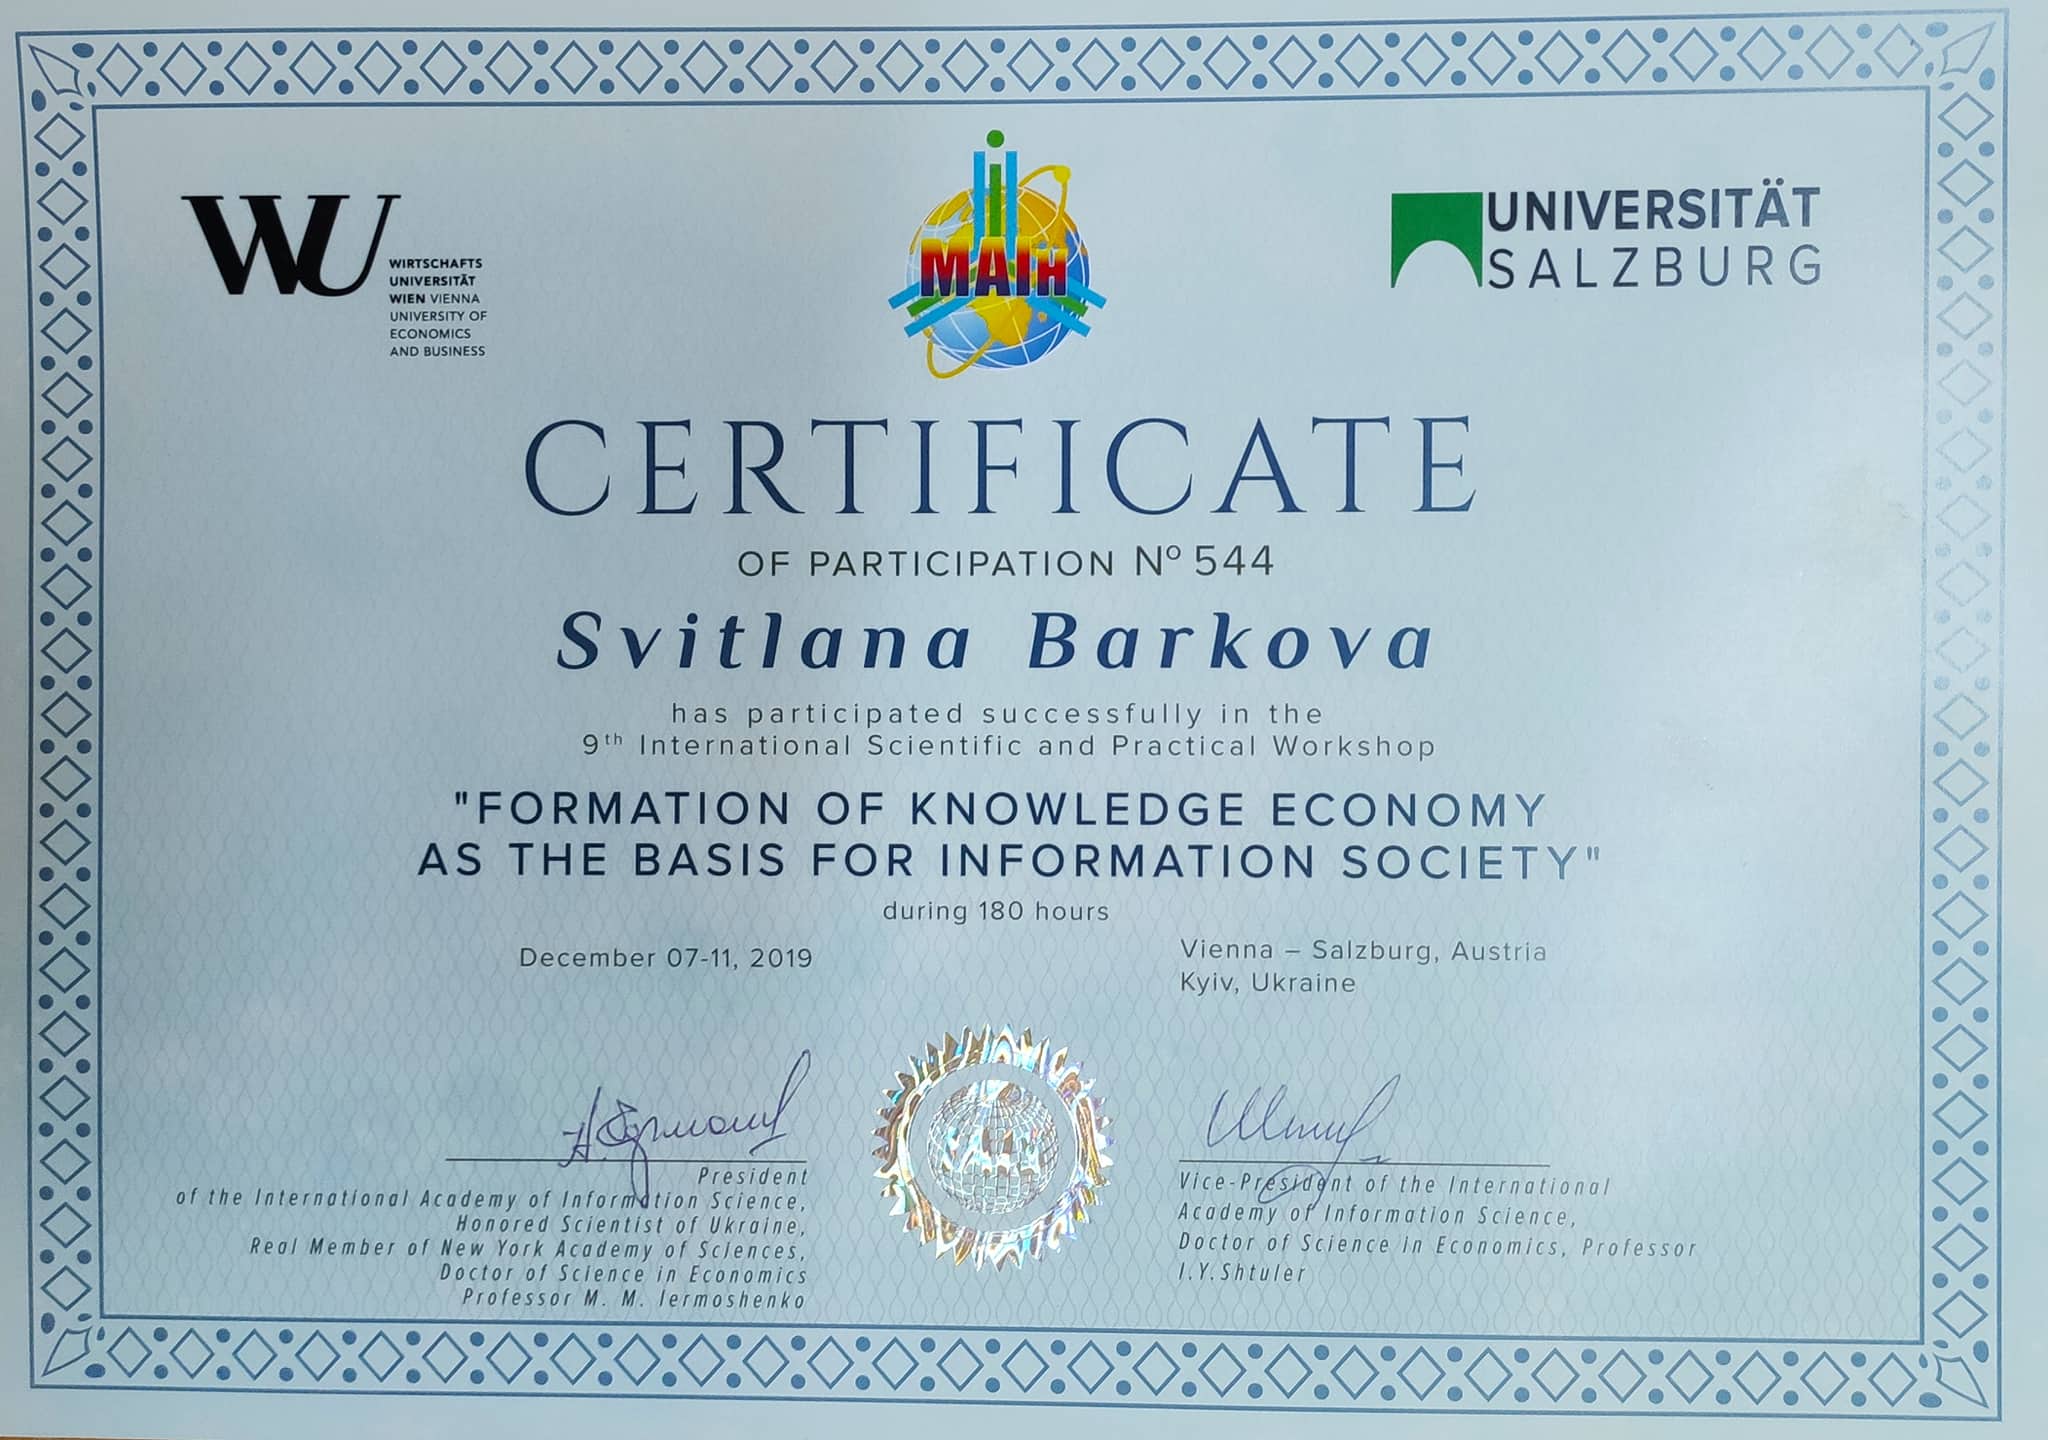 WU
WIRTSCHAFTS
UNIVERSITÄT
WIEN VIENNA
UNIVERSITY OF
ECONOMICS
AND BUSINESS
МАІН
UNIVERSITÄT
SALZBURG
CERTIFICATE
OF PARTICIPATION Nº 544
Svitlana Barkova
has participated successfully in the
9th International Scientific and Practical Workshop
"FORMATION OF KNOWLEDGE ECONOMY
AS THE BASIS FOR INFORMATION SOCIETY"
during 180 hours
December 07-11, 2019
Vienna – Salzburg, Austria
Kyiv, Ukraine
President
of the International Academy of Information Science,
Honored Scientist of Ukraine,
Real Member of New York Academy of Sciences,
Doctor of Science in Economics
Professor M. M. Iermoshenko
Vice-President of the International
Academy of Information Science,
Doctor of Science in Economics, Professor
I.Y.Shtuler